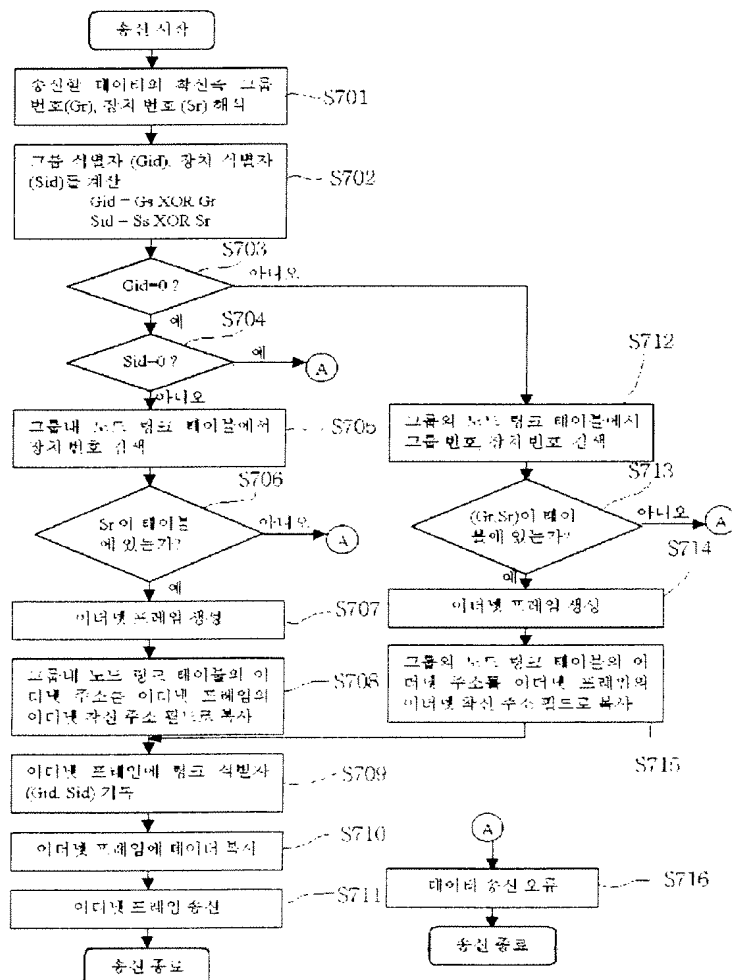 송신 시작
송신할 데이터의 착신측 그룹
번호(Gr), 장치 번호 (Sr) 해석
S701
그룹 식별자 (Gid), 장치 식별자
(Sid)를 계산
Gid = Gs XOR Gr
Sid = Ss XOR Sr
S702
S703
Gid=0 ?
아니오
예
S704
Sid=0 ?
예
A
아니오
S712
그룹내 노드 링크 테이블에서
장치 번호 검색
S705
그룹외 노드 링크 테이블에서
그룹 번호, 장치 번호 검색
S706
Sr 이 테이블
에 있는가?
아니오
A
예
S713
(Gr,Sr)이 테이
블에 있는가?
아니오
A
예
S714
이더넷 프레임 생성
S707
이더넷 프레임 생성
그룹내 노드 링크 테이블의 이
더넷 주소를 이더넷 프레임의
이더넷 착신 주소 필드로 복사
S708
그룹외 노드 링크 테이블의 이
더넷 주소를 이더넷 프레임의
이더넷 착신 주소 필드로 복사
S715
이더넷 프레임에 링크 식별자
(Gid, Sid) 기록
S709
이더넷 프레임에 데이터 복사
S710
이더넷 프레임 송신
S711
송신 종료
A
데이터 송신 오류
S716
송신 종료